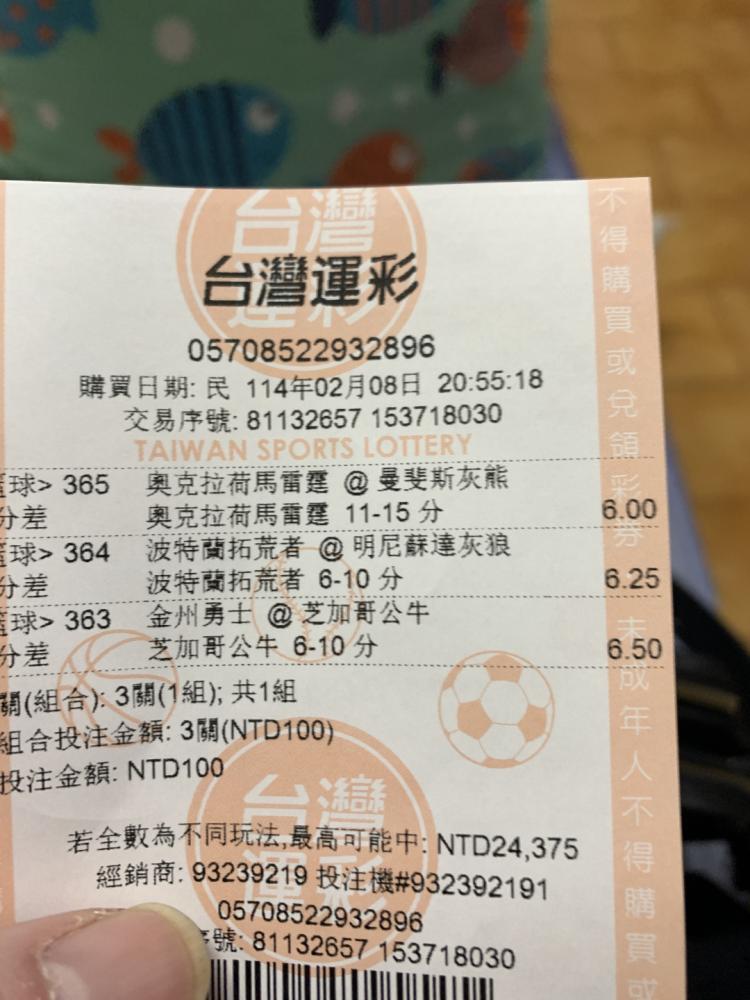 台灣運彩
05708522932896
購買日期: 民 114年02月08日 20:55:18
交易序號: 81132657 153718030
TAIWAN SPORTS LOTTERY
球> 365 奧克拉荷馬雷霆 @ 曼斐斯灰熊
分差 奧克拉荷馬雷霆 11-15 分 6.00
球> 364 波特蘭拓荒者 @ 明尼蘇達灰狼
分差 波特蘭拓荒者 6-10 分 6.25
球> 363 金州勇士 @ 芝加哥公牛
分差 芝加哥公牛 6-10 分 6.50
關(組合): 3關(1組); 共1組
組合投注金額: 3關(NTD100)
投注金額: NTD100
若全數為不同玩法,最高可能中: NTD24,375
經銷商: 93239219 投注機#932392191
05708522932896
序號: 81132657 153718030
台灣運彩
台灣運
不得購買或兌領彩券
未成年人不得購買或